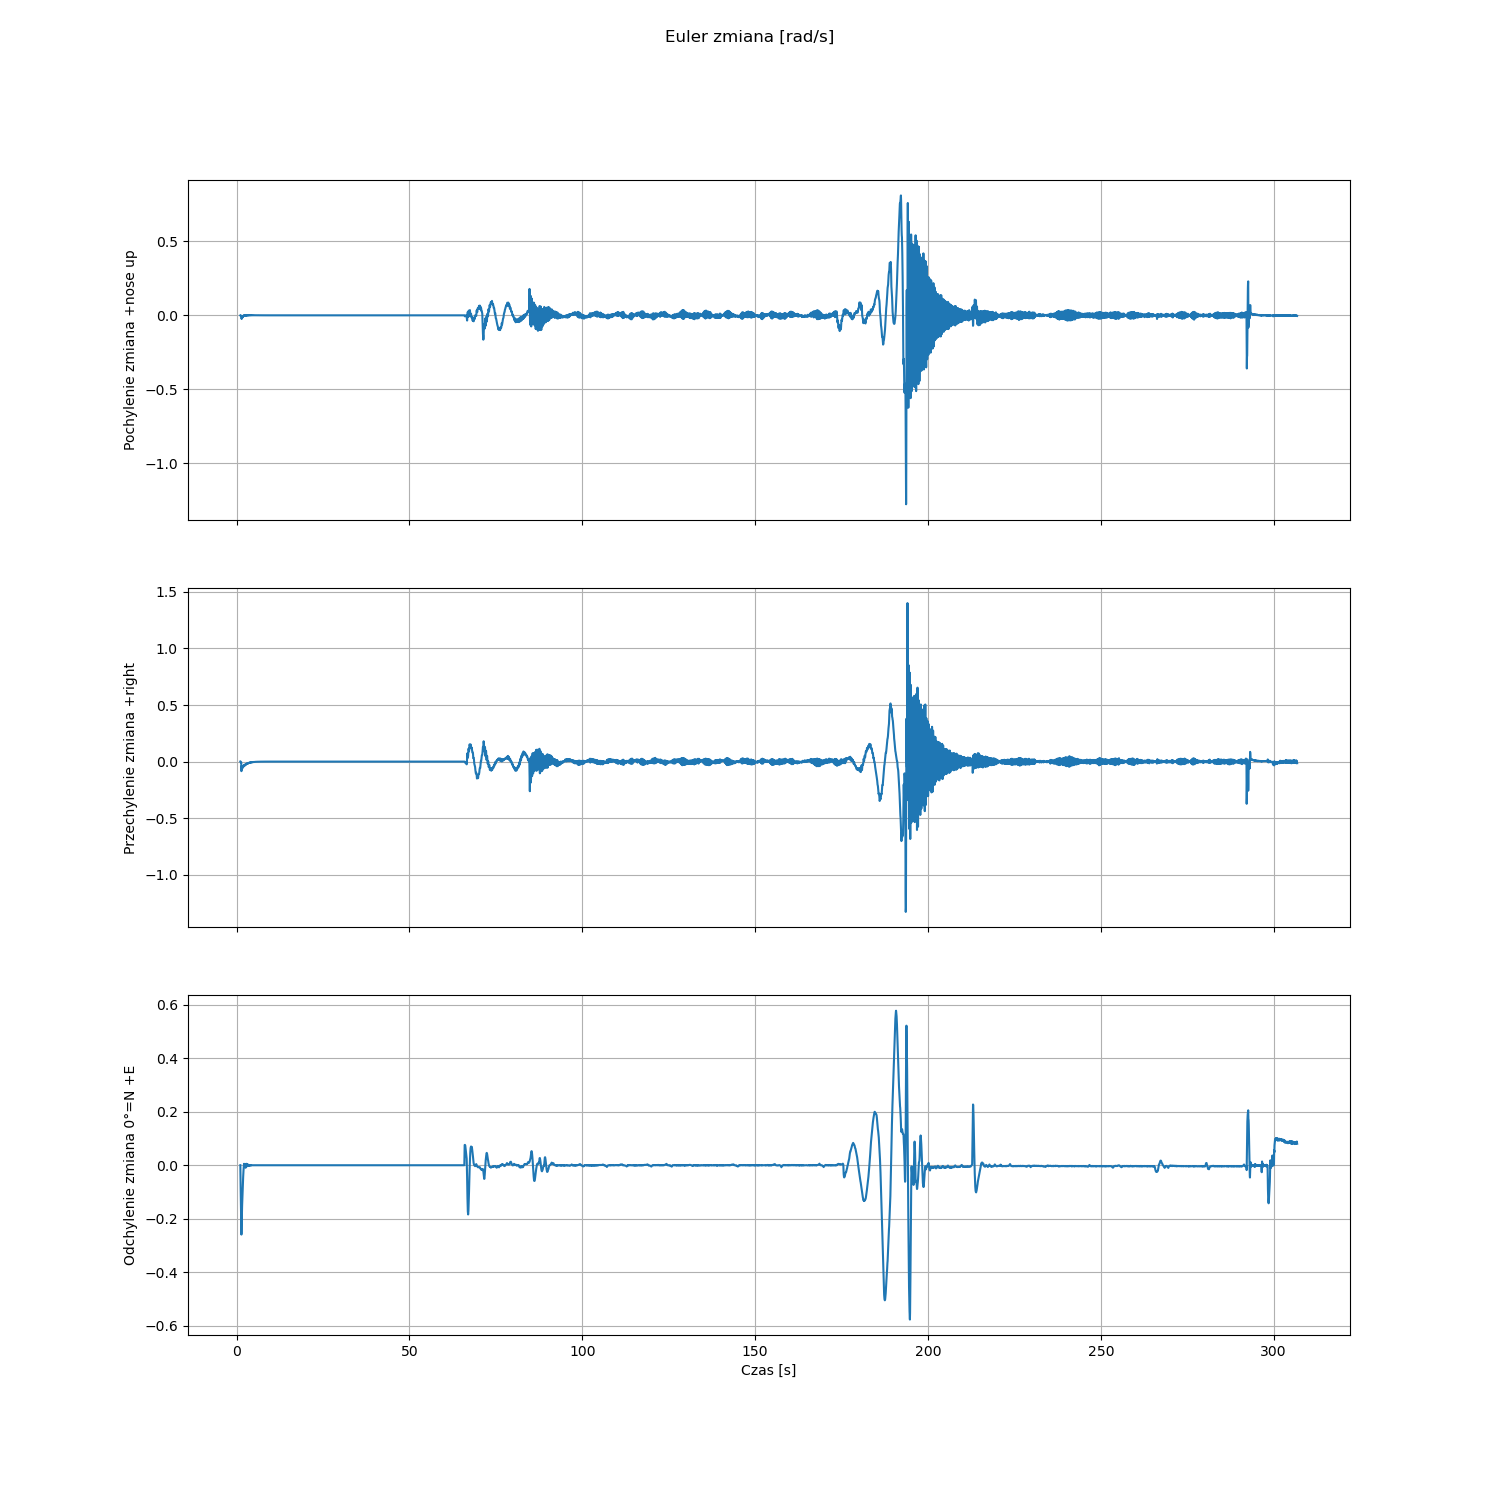 Euler zmiana [rad/s]
Pochylenie zmiana +nose up
0.5
0.0
−0.5
−1.0
Przechylenie zmiana +right
1.5
1.0
0.5
0.0
−0.5
−1.0
Odchylenie zmiana 0°=N +E
0.6
0.4
0.2
0.0
−0.2
−0.4
−0.6
0 50 100 150 200 250 300
Czas [s]